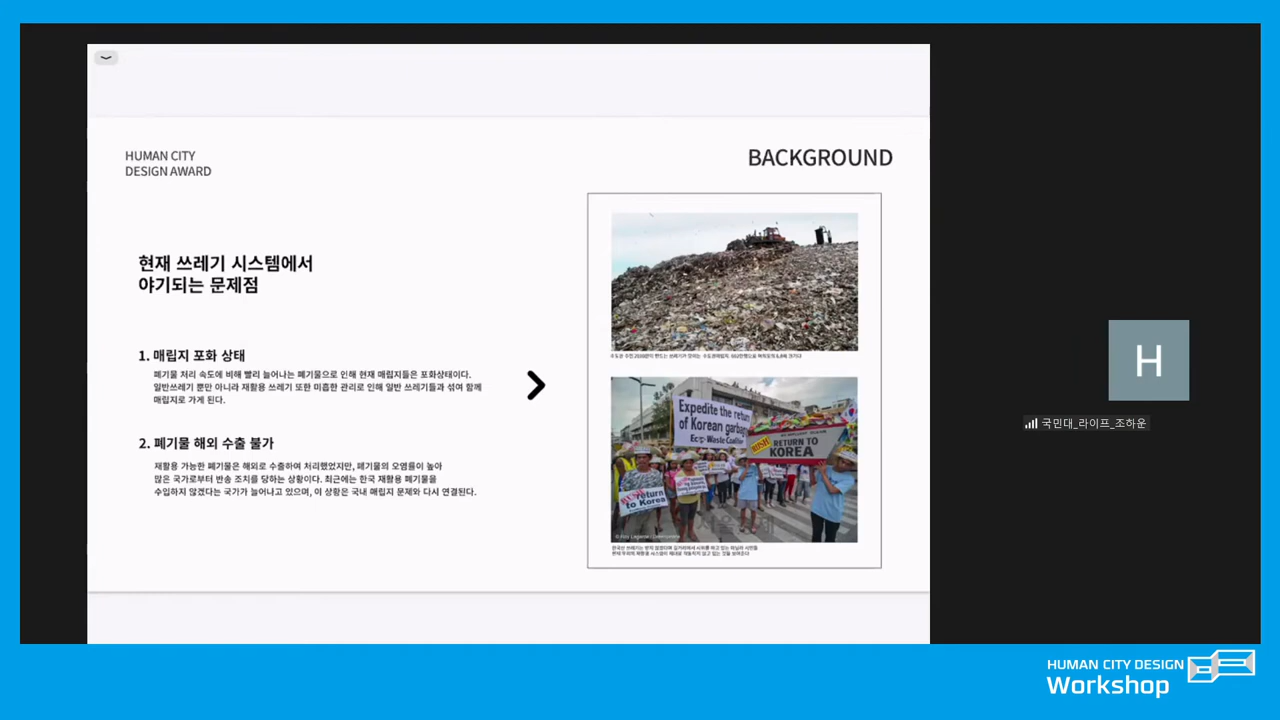 HUMAN CITY
DESIGN AWARD
BACKGROUND
현재 쓰레기 시스템에서
야기되는 문제점
1. 매립지 포화 상태
폐기물 처리 속도에 비해 빨리 늘어나는 폐기물으로 인해 현재 매립지들은 포화상태이다.
일반쓰레기 뿐만 아니라 재활용 쓰레기 또한 미흡한 관리로 인해 일반 쓰레기들과 섞여 함께
매립지로 가게 된다.
2. 폐기물 해외 수출 불가
재활용 가능한 폐기물은 해외로 수출하여 처리했었지만, 폐기물의 오염률이 높아
많은 국가로부터 반송 조치를 당하는 상황이다. 최근에는 한국 재활용 폐기물을
수입하지 않겠다는 국가가 늘어나고 있으며, 이 상황은 국내 매립지 문제와 다시 연결된다.
Expedite the return
of Korean garbage
Eco-Waste Coalition
RUSH
RETURN TO
KOREA
return
to Korea
H
국민대_라이프_조하운
HUMAN CITY DESIGN
Workshop